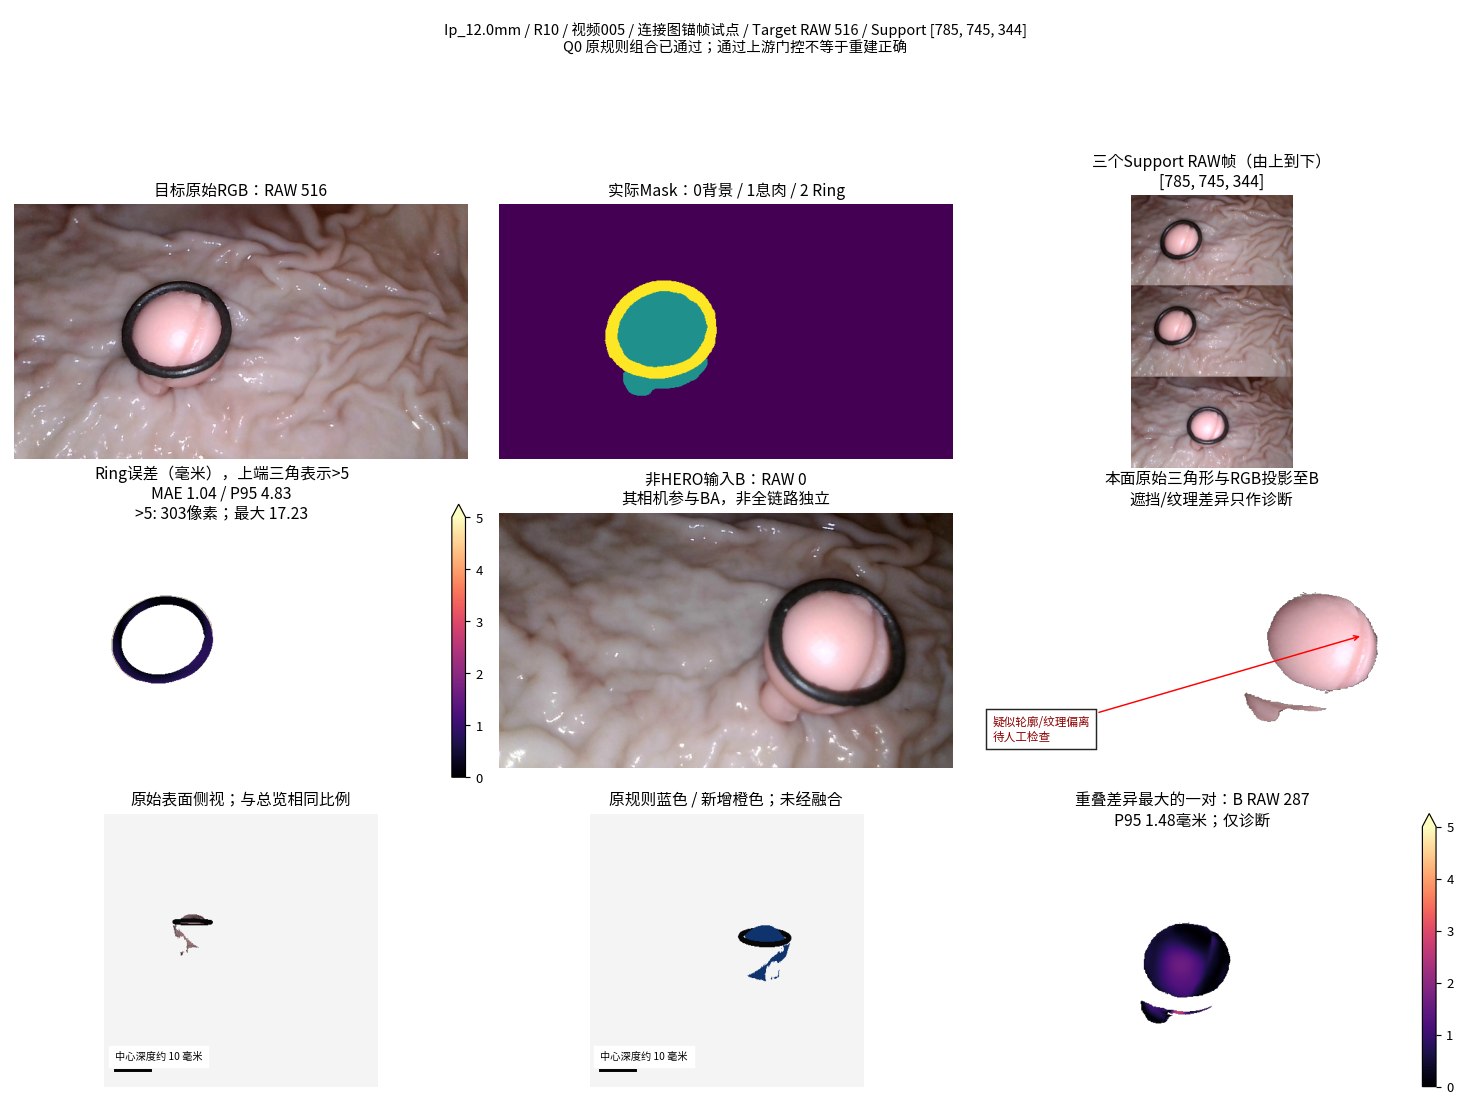 Ip_12.0mm / R10 / 视频005 / 连接图锚帧试点 / Target RAW 516 / Support [785, 745, 344]
Q0 原规则组合已通过；通过上游门控不等于重建正确
目标原始RGB：RAW 516
实际Mask：0背景 / 1息肉 / 2 Ring
三个Support RAW帧（由上到下）
[785, 745, 344]
Ring误差（毫米），上端三角表示>5
MAE 1.04 / P95 4.83
>5: 303像素；最大 17.23
5
4
3
2
1
0
非HERO输入B：RAW 0
其相机参与BA，非全链路独立
本面原始三角形与RGB投影至B
遮挡/纹理差异只作诊断
疑似轮廓/纹理偏离
待人工检查
原始表面侧视；与总览相同比例
中心深度约 10 毫米
原规则蓝色 / 新增橙色；未经融合
中心深度约 10 毫米
重叠差异最大的一对：B RAW 287
P95 1.48毫米；仅诊断
5
4
3
2
1
0